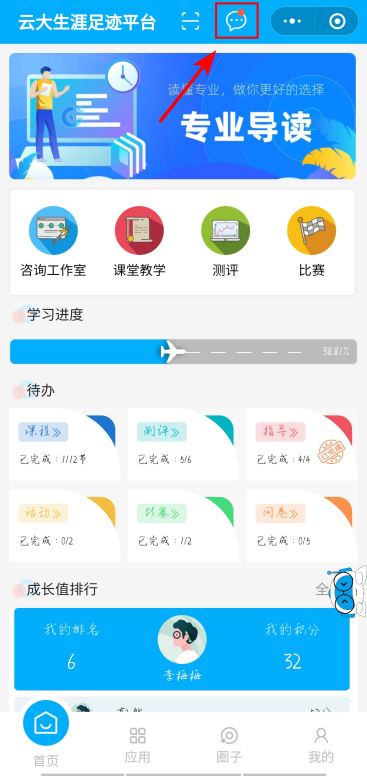 云大生涯足迹平台
读懂专业，做你更好的选择
专业导读
咨询工作室
课堂教学
测评
比赛
学习进度
38.81%
待办
课程
已完成：1/12节
测评
已完成：5/6
指导
已完成：4/4
已完成
活动
已完成：0/2
比赛
已完成：1/2
问卷
已完成：0/3
成长值排行
全
我的排名
6
李梅梅
我的积分
32
首页
应用
圈子
我的